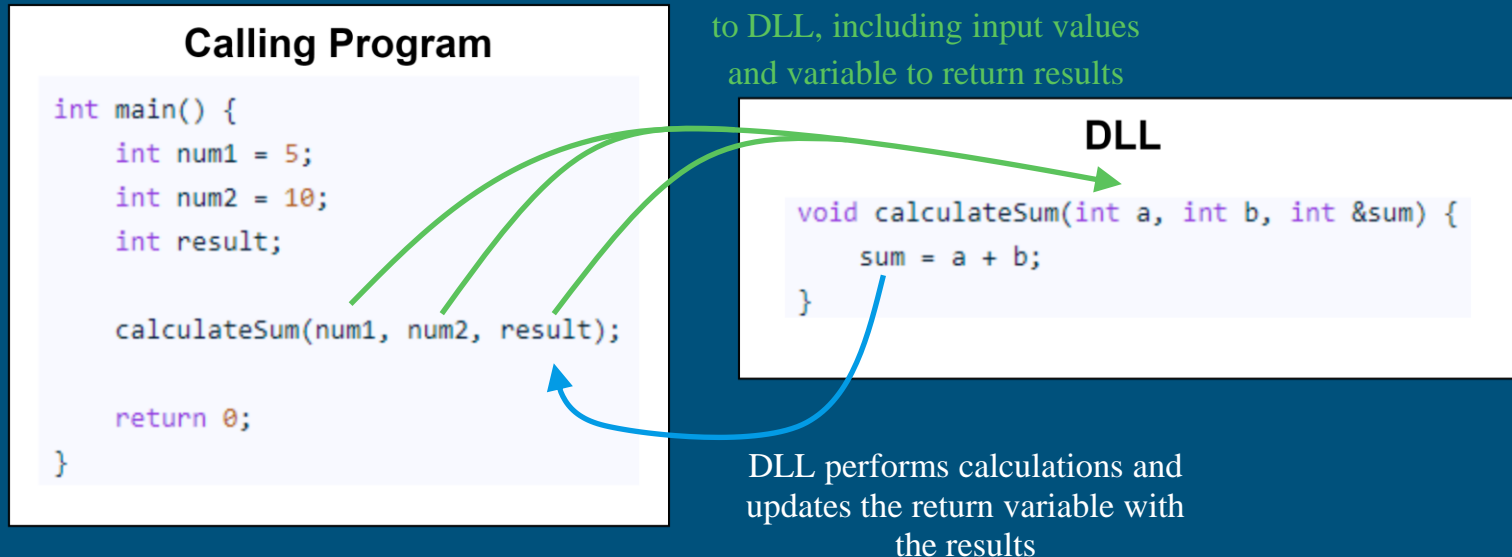 Calling Program
int main() {
    int num1 = 5;
    int num2 = 10;
    int result;
    calculateSum(num1, num2, result);
    return 0;
}
to DLL, including input values
and variable to return results
DLL
void calculateSum(int a, int b, int &sum) {
    sum = a + b;
}
DLL performs calculations and
updates the return variable with
the results